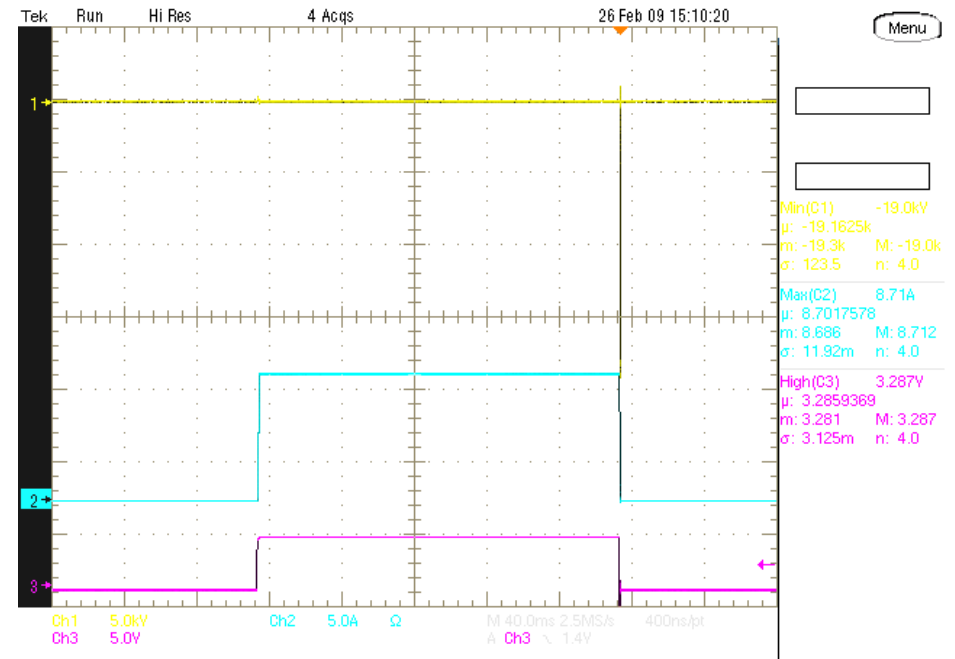 Tek Run Hi Res 4 Acqs 26 Feb 09 15:10:20
Menu
1
Min(C1) -19.0kV
µ: -19.1625k
m: -19.3k M: -19.0k
σ: 123.5 n: 4.0
Max(C2) 8.71A
µ: 8.7017578
m: 8.686 M: 8.712
σ: 11.92m n: 4.0
High(C3) 3.287V
µ: 3.2859369
m: 3.281 M: 3.287
σ: 3.125m n: 4.0
2
3
Ch1 5.0kV Ch2 5.0A Ω M 40.0ms 2.5MS/s 400ns/pt
Ch3 5.0V A Ch3 \ 1.4V